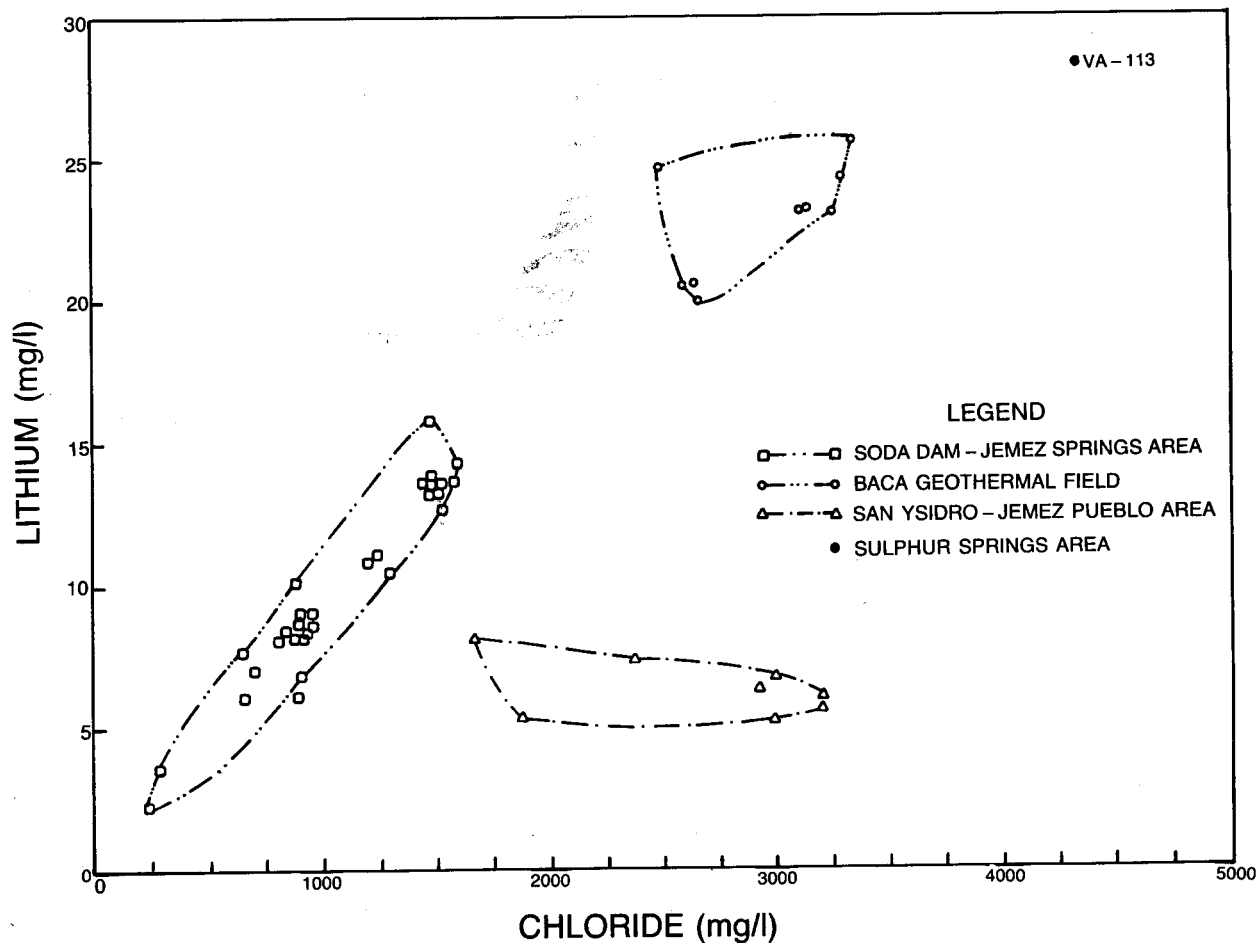 30
VA – 113
25
20
15
10
5
0
LITHIUM (mg/l)
LEGEND
SODA DAM – JEMEZ SPRINGS AREA
BACA GEOTHERMAL FIELD
SAN YSIDRO – JEMEZ PUEBLO AREA
SULPHUR SPRINGS AREA
0
1000
2000
3000
4000
5000
CHLORIDE (mg/l)